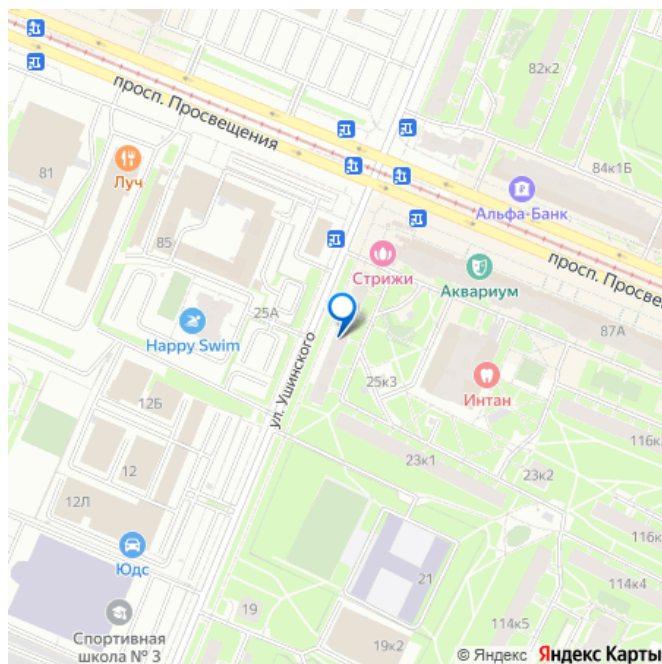 82к2
просп. Просвещения
81
Луч
84к1Б
Альфа-Банк
85
Стрижи
просп. Просве
Аквариум
25А
Happy Swim
87А
ул. Ушинского
25к3
Интан
12Б
116к
23к1
12
23к2
12Л
116к
Юдс
21
114к4
19
Спортивная
школа № 3
19к2
114к5
© Яндекс Яндекс Карты